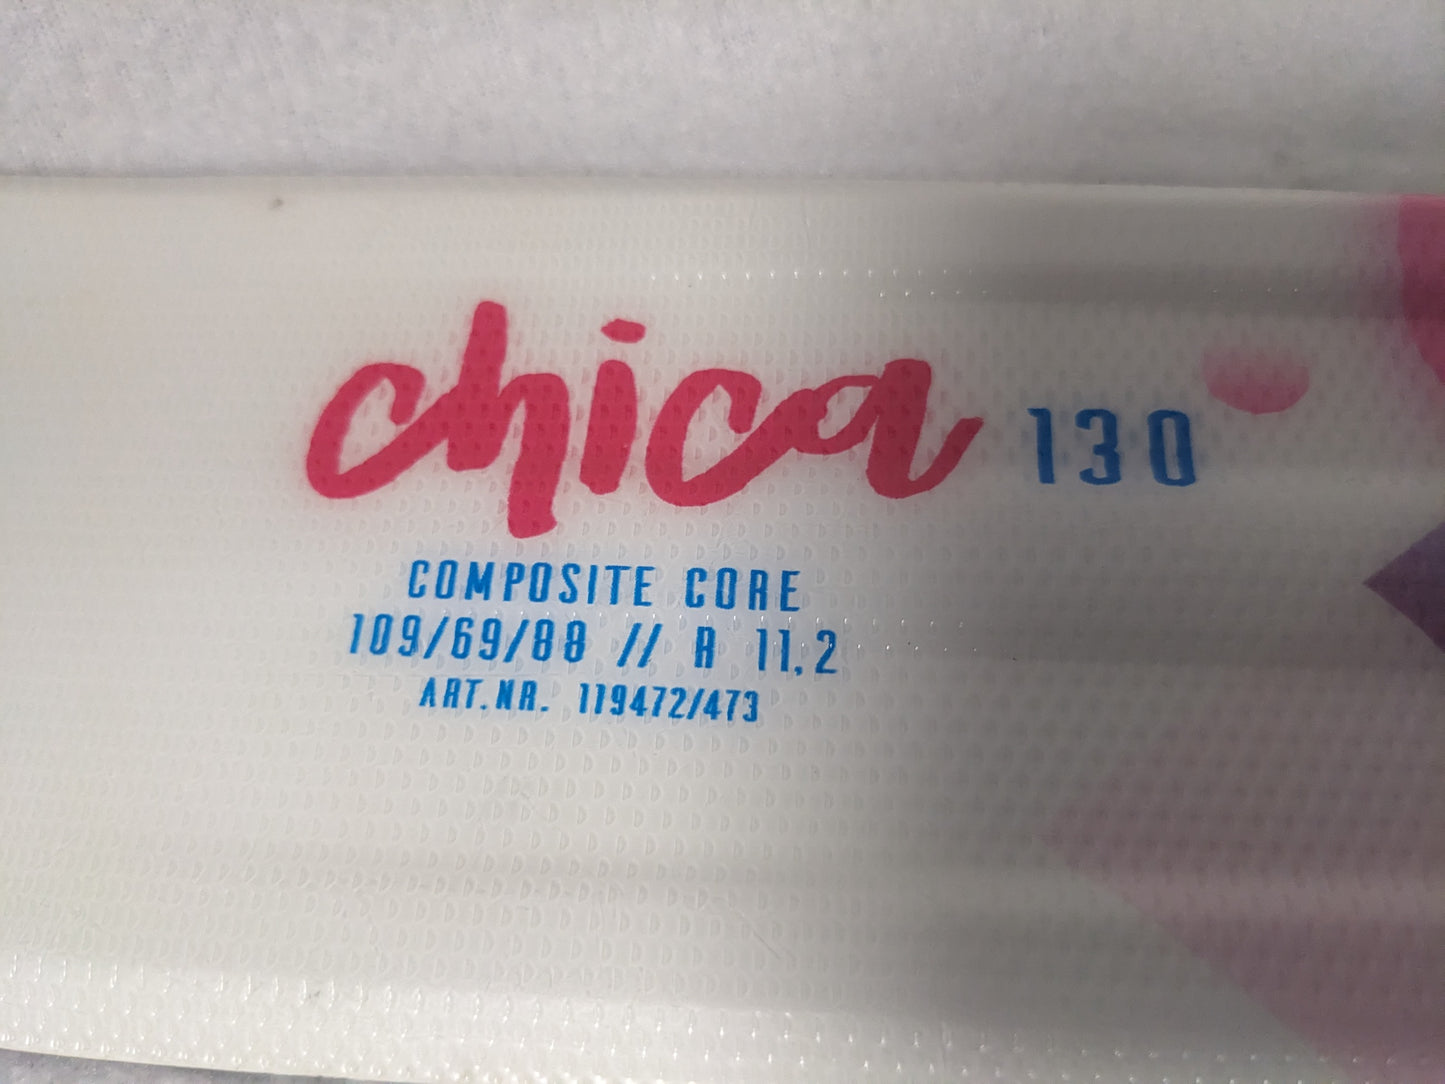 chica 130
COMPOSITE CORE
109/69/88 // R 11,2
ART.NR. 119472/473